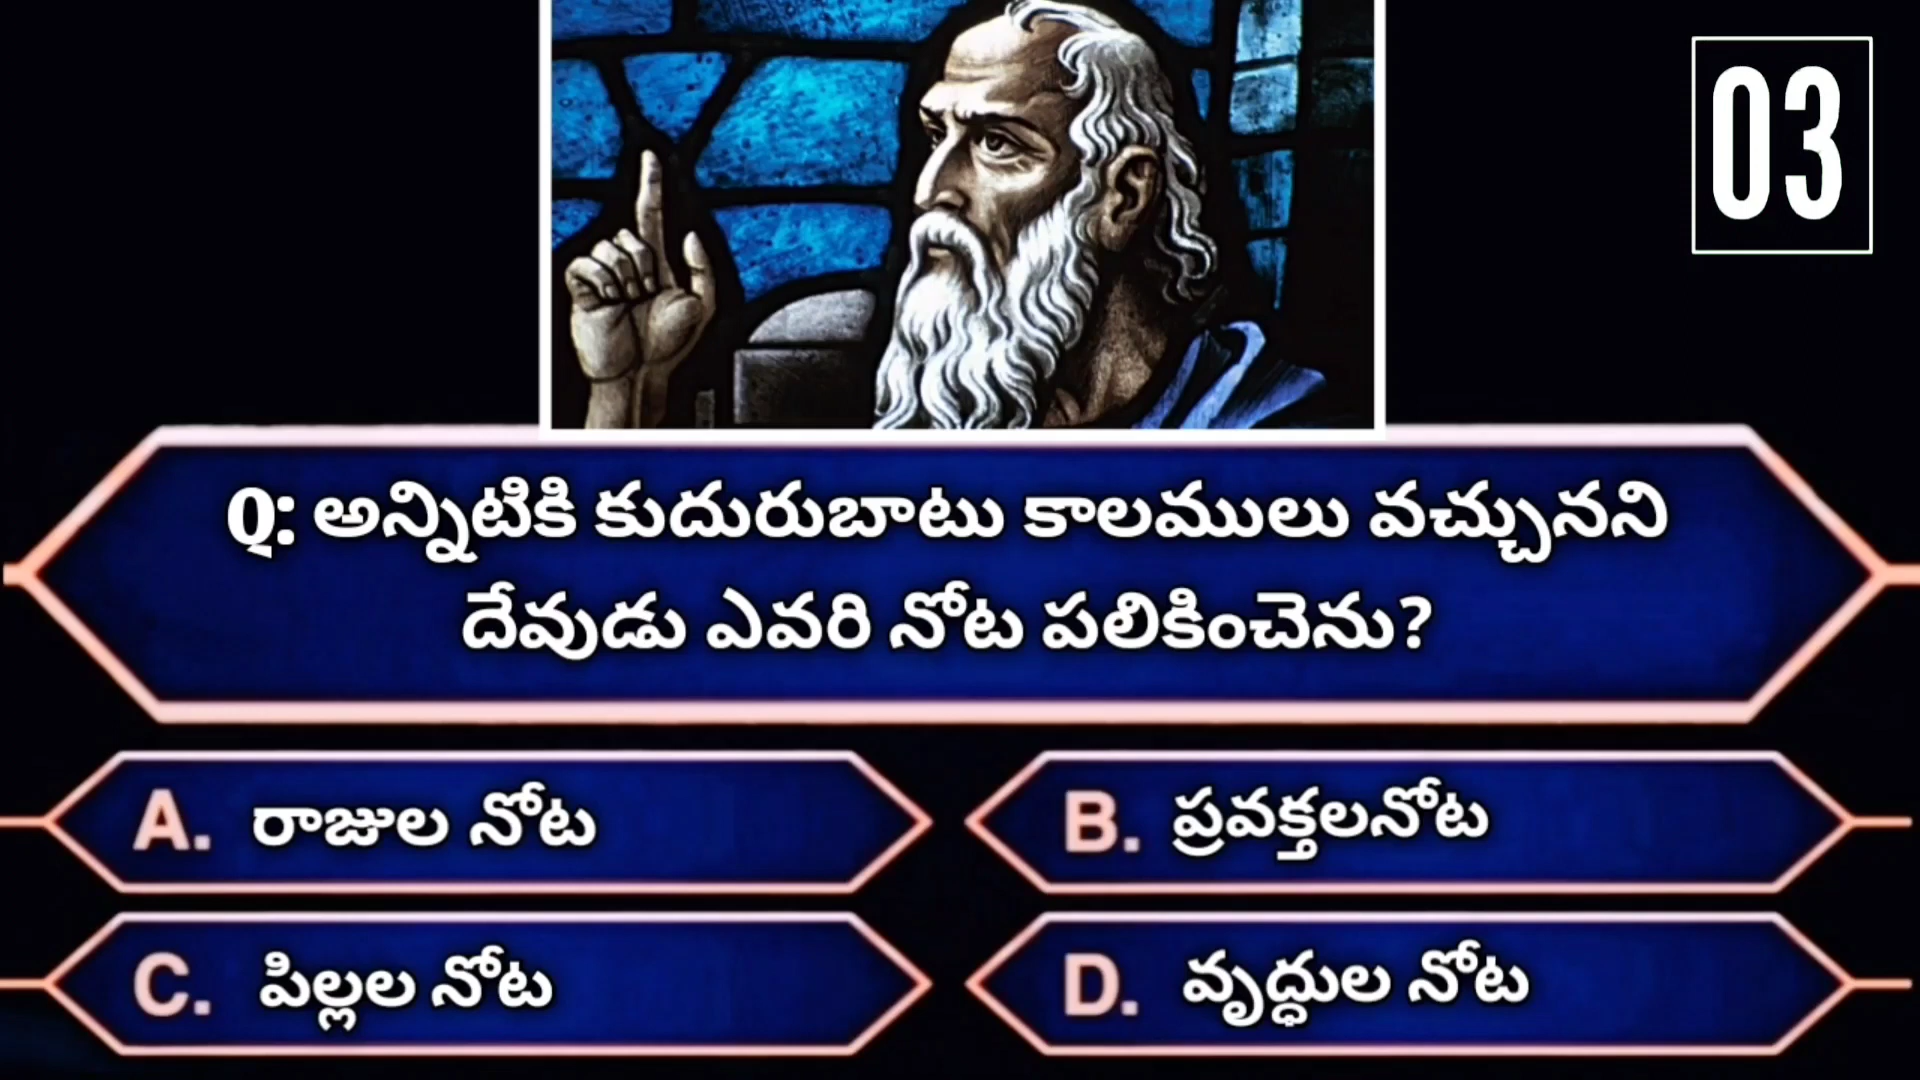 03
Q: అన్నిటికి కుదురుబాటు కాలములు వచ్చునని
దేవుడు ఎవరి నోట పలికించెను?
A. రాజుల నోట
B. ప్రవక్తలనోట
C. పిల్లల నోట
D. వృద్ధుల నోట